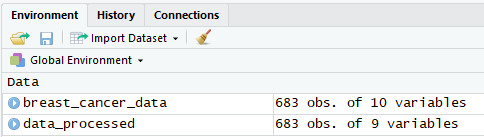 Environment History Connections
Import Dataset
Global Environment
Data
breast_cancer_data 683 obs. of 10 variables
data_processed 683 obs. of 9 variables